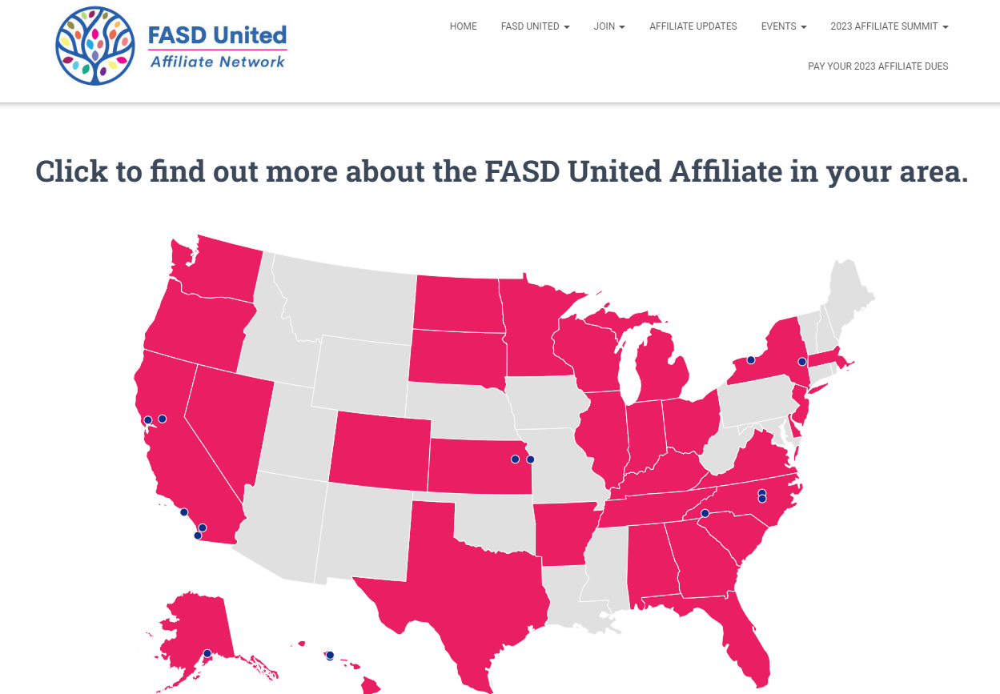 FASD United
Affiliate Network
HOME
FASD UNITED
JOIN
AFFILIATE UPDATES
EVENTS
2023 AFFILIATE SUMMIT
PAY YOUR 2023 AFFILIATE DUES
Click to find out more about the FASD United Affiliate in your area.